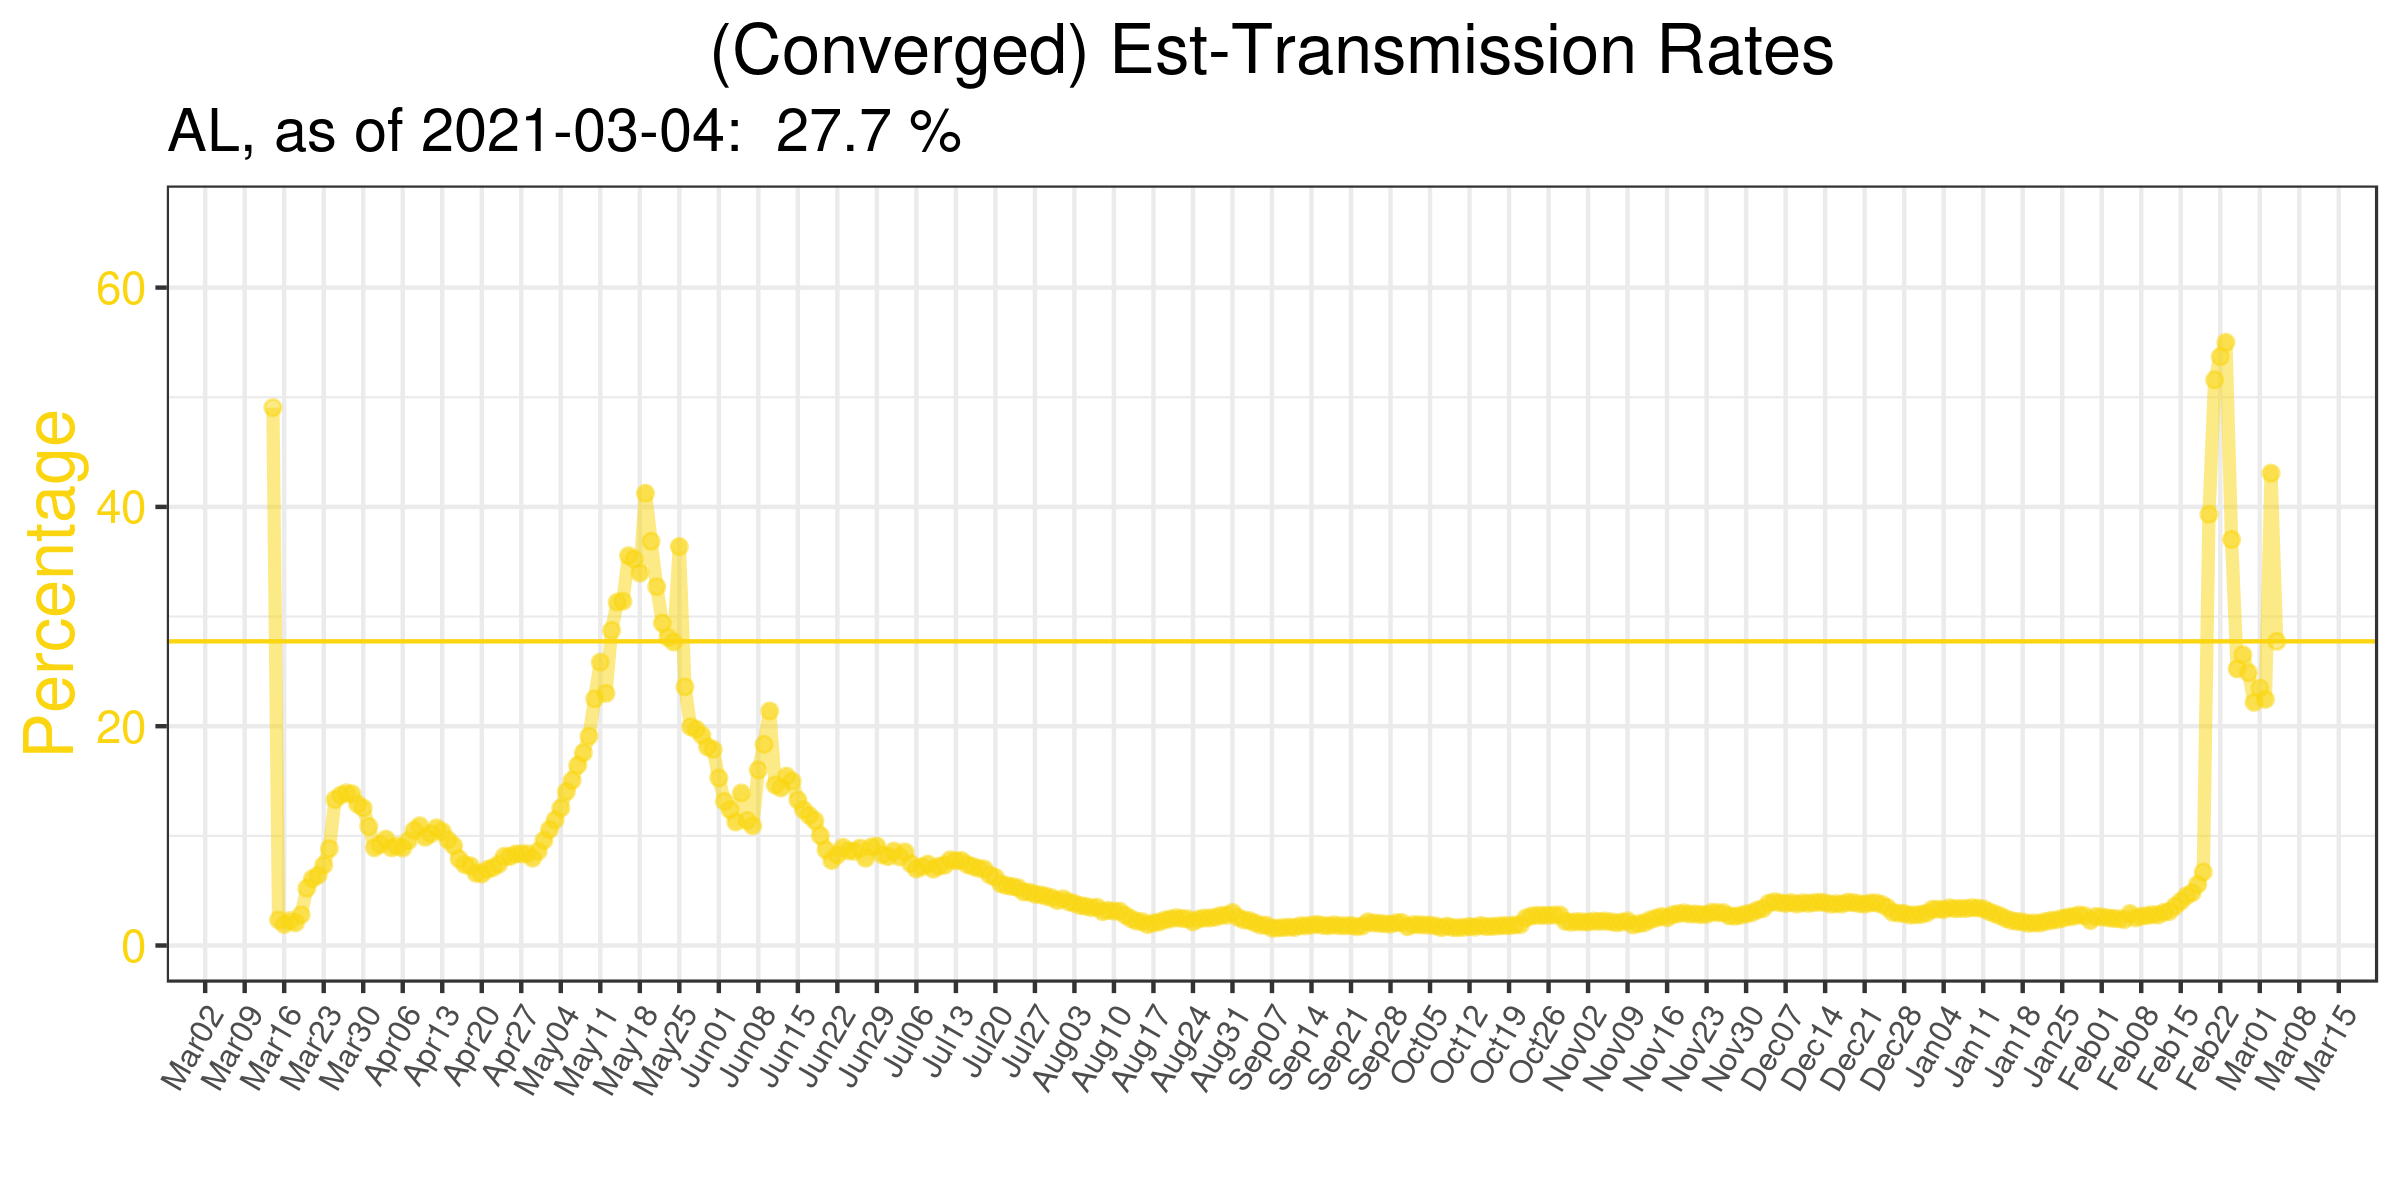 (Converged) Est-Transmission Rates
AL, as of 2021-03-04:  27.7 %
Percentage
60
40
20
0
Mar02
Mar09
Mar16
Mar23
Mar30
Apr06
Apr13
Apr20
Apr27
May04
May11
May18
May25
Jun01
Jun08
Jun15
Jun22
Jun29
Jul06
Jul13
Jul20
Jul27
Aug03
Aug10
Aug17
Aug24
Aug31
Sep07
Sep14
Sep21
Sep28
Oct05
Oct12
Oct19
Oct26
Nov02
Nov09
Nov16
Nov23
Nov30
Dec07
Dec14
Dec21
Dec28
Jan04
Jan11
Jan18
Jan25
Feb01
Feb08
Feb15
Feb22
Mar01
Mar08
Mar15